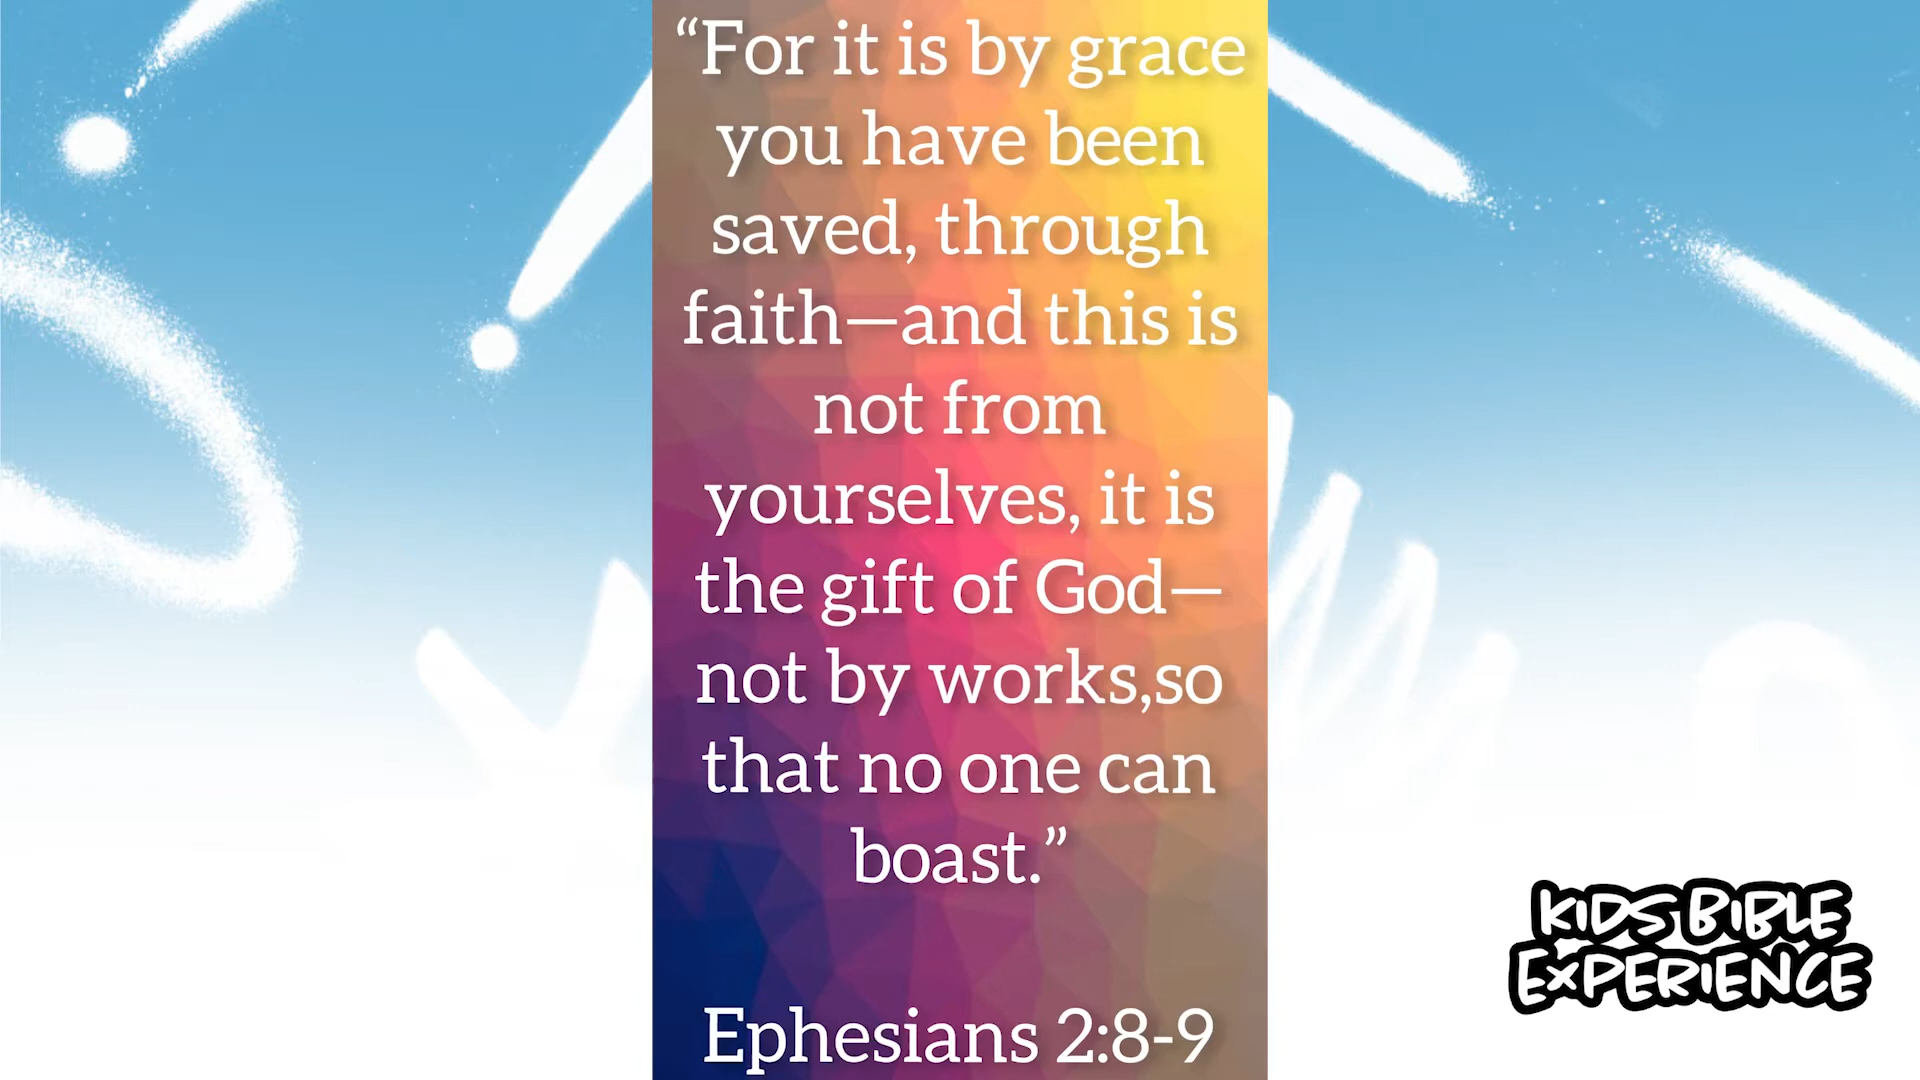 “For it is by grace
you have been
saved, through
faith—and this is
not from
yourselves, it is
the gift of God—
not by works,so
that no one can
boast.”
Ephesians 2:8-9
KIDS BIBLE
EXPERIENCE